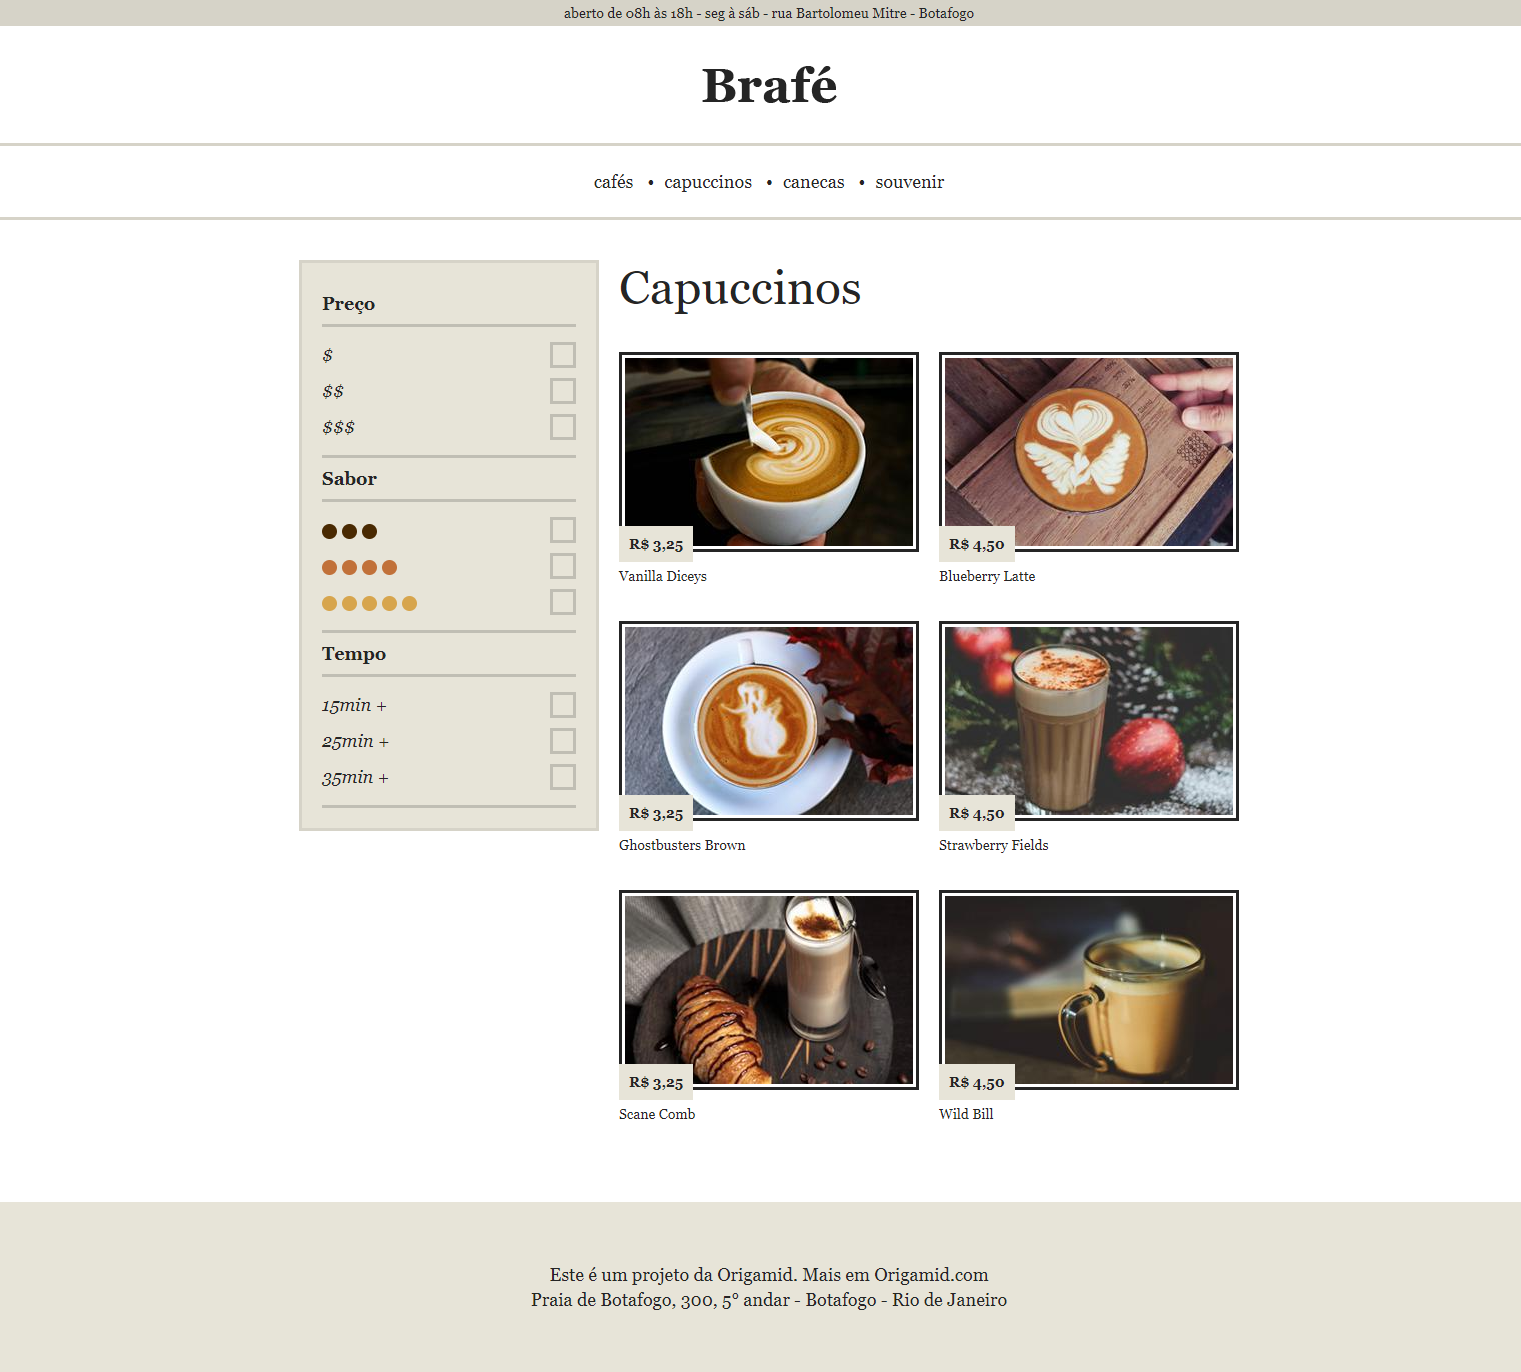 aberto de 08h às 18h - seg à sáb - rua Bartolomeu Mitre - Botafogo
Brafé
cafés • capuccinos • canecas • souvenir
Preço
$
$$
$$$
Sabor
Tempo
15min +
25min +
35min +
Capuccinos
R$ 3,25
Vanilla Diceys
R$ 4,50
Blueberry Latte
R$ 3,25
Ghostbusters Brown
R$ 4,50
Strawberry Fields
R$ 3,25
Scane Comb
R$ 4,50
Wild Bill
Este é um projeto da Origamid. Mais em Origamid.com
Praia de Botafogo, 300, 5° andar - Botafogo - Rio de Janeiro